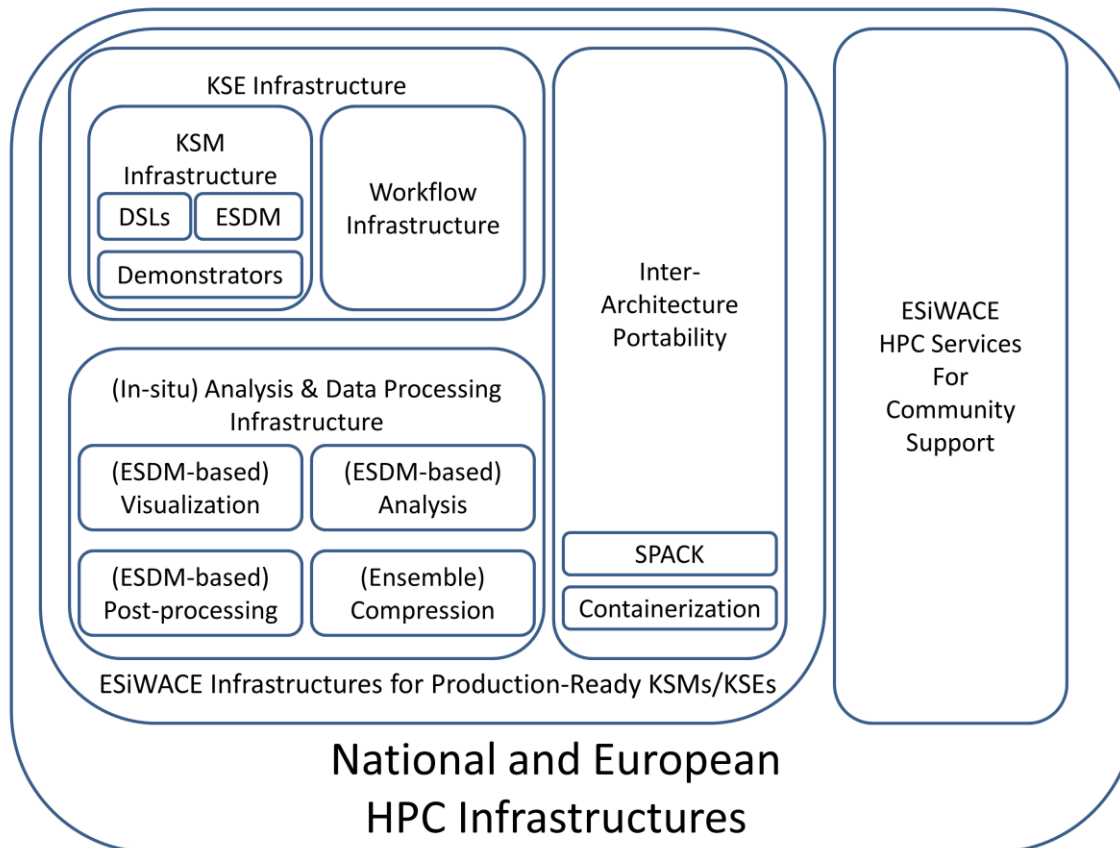 KSE Infrastructure
KSM
Infrastructure
DSLs
ESDM
Demonstrators
Workflow
Infrastructure
(In-situ) Analysis & Data Processing
Infrastructure
(ESDM-based)
Visualization
(ESDM-based)
Analysis
(ESDM-based)
Post-processing
(Ensemble)
Compression
Inter-
Architecture
Portability
SPACK
Containerization
ESiWACE Infrastructures for Production-Ready KSMs/KSEs
ESiWACE
HPC Services
For
Community
Support
National and European
HPC Infrastructures